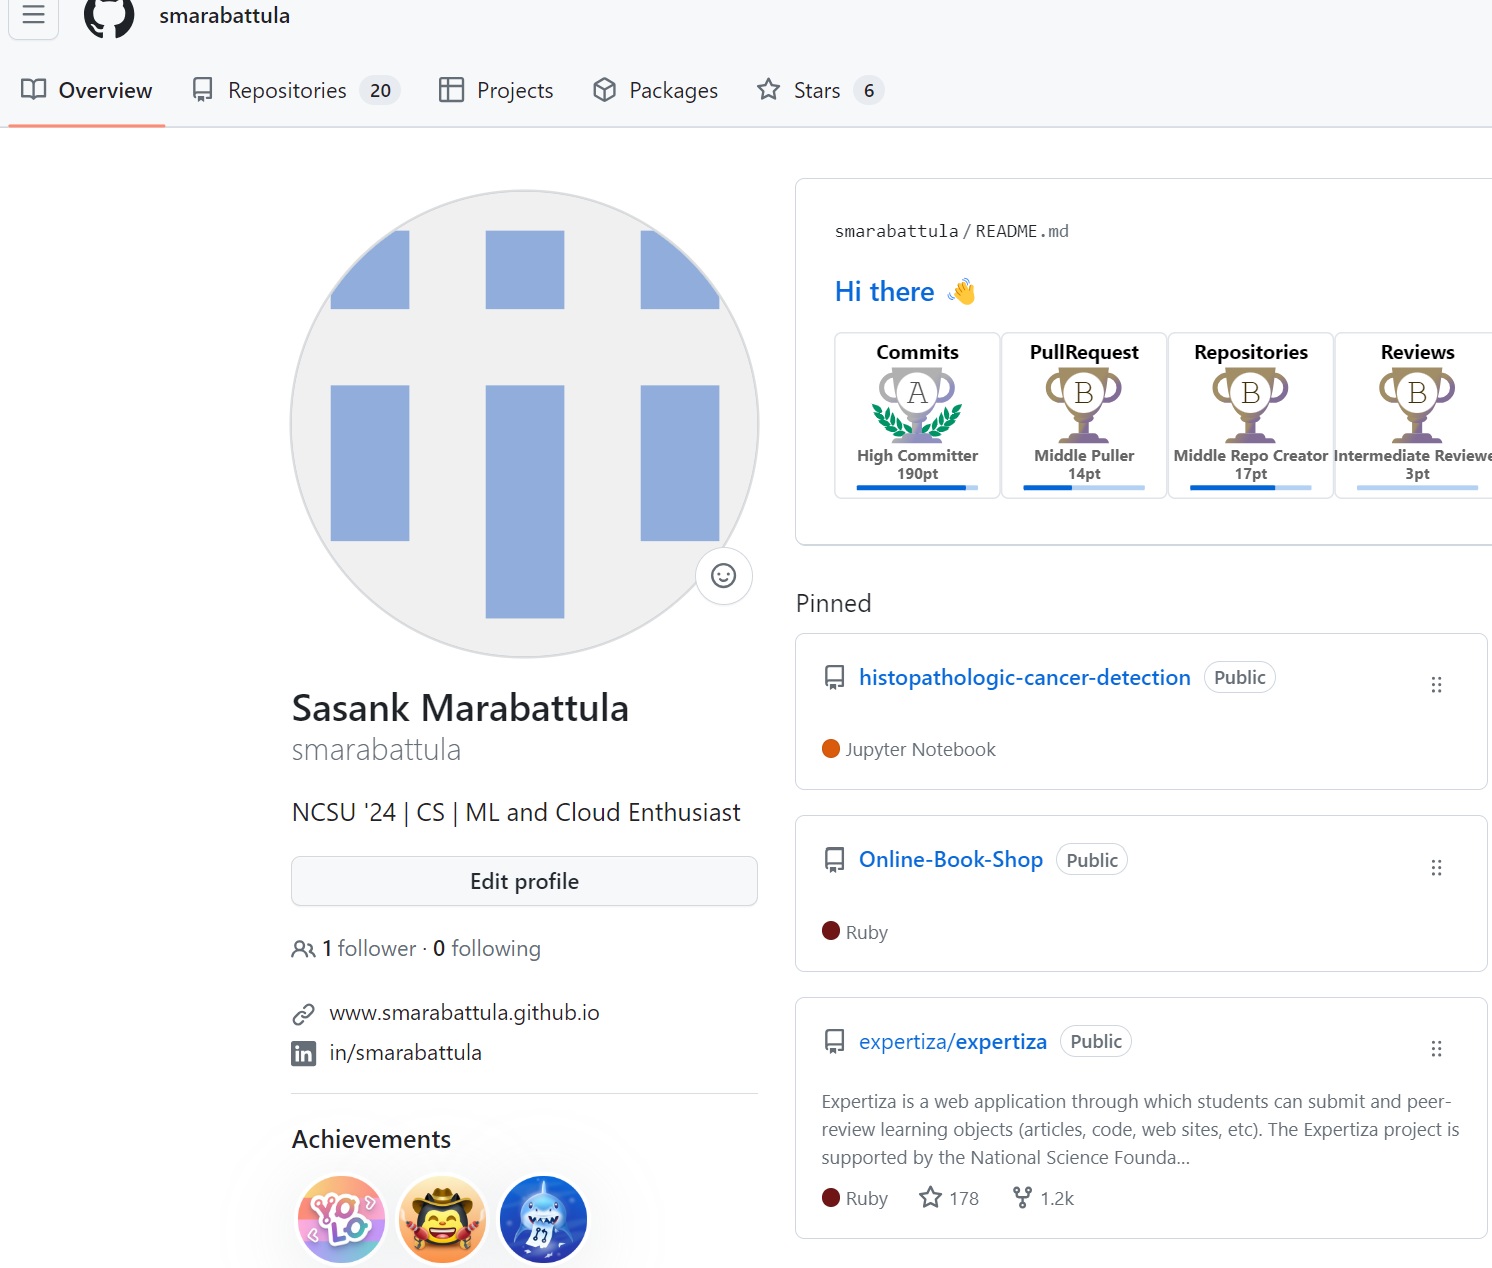 smarabattula
Overview Repositories 20 Projects Packages Stars 6
smarabattula/README.md
Hi there 👋
Commits PullRequest Repositories Reviews
A B B B
High Committer Middle Puller Middle Repo Creator Intermediate Reviewe
190pt 14pt 17pt 3pt
Sasank Marabattula
smarabattula
NCSU '24 | CS | ML and Cloud Enthusiast
Edit profile
1 follower · 0 following
www.smarabattula.github.io
in/smarabattula
Achievements
YOLO
Pinned
histopathologic-cancer-detection Public
Jupyter Notebook
Online-Book-Shop Public
Ruby
expertiza/expertiza Public
Expertiza is a web application through which students can submit and peer-
review learning objects (articles, code, web sites, etc). The Expertiza project is
supported by the National Science Founda...
Ruby 178 1.2k